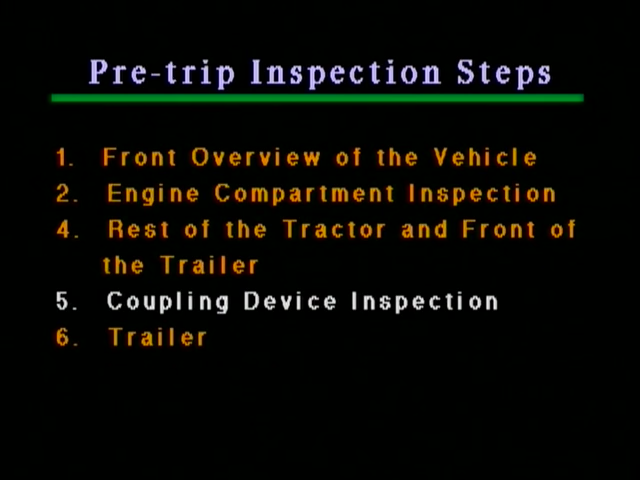 Pre-trip Inspection Steps
1. Front Overview of the Vehicle
2. Engine Compartment Inspection
4. Rest of the Tractor and Front of
the Trailer
5. Coupling Device Inspection
6. Trailer